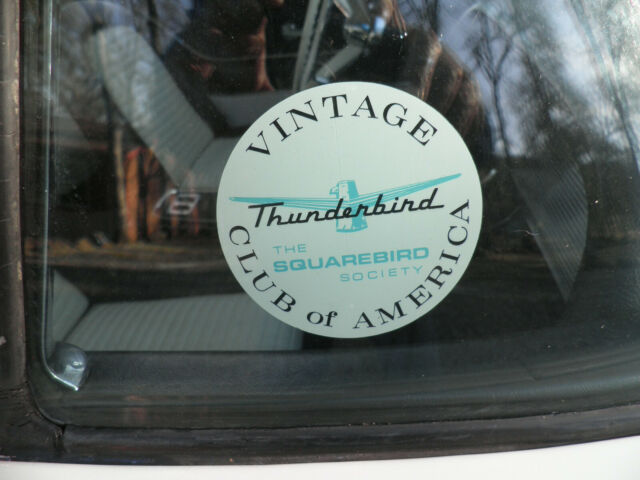 VINTAGE
Thunderbird
THE
SQUAREBIRD
SOCIETY
CLUB of AMERICA